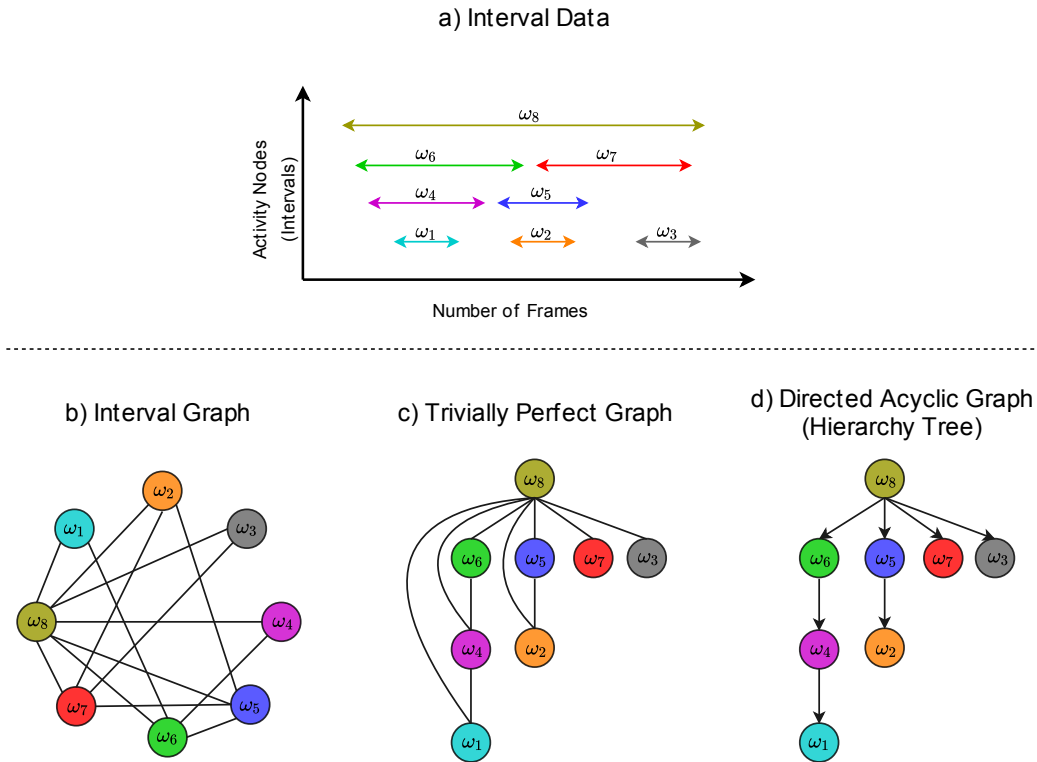 a) Interval Data
ω₈
ω₆
ω₇
ω₄
ω₅
ω₁
ω₂
ω₃
Activity Nodes
(Intervals)
Number of Frames
b) Interval Graph
ω₂
ω₁
ω₃
ω₈
ω₄
ω₇
ω₅
ω₆
c) Trivially Perfect Graph
ω₈
ω₆
ω₅
ω₇
ω₃
ω₄
ω₂
ω₁
d) Directed Acyclic Graph
(Hierarchy Tree)
ω₈
ω₆
ω₅
ω₇
ω₃
ω₄
ω₂
ω₁